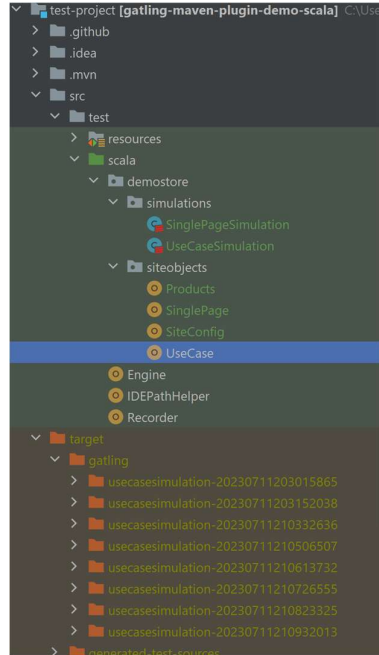 test-project [gatling-maven-plugin-demo-scala] C:\Use
.github
.idea
.mvn
src
test
resources
scala
demostore
simulations
SinglePageSimulation
UseCaseSimulation
siteobjects
Products
SinglePage
SiteConfig
UseCase
Engine
IDEPathHelper
Recorder
target
gatling
usecasesimulation-20230711203015865
usecasesimulation-20230711203152038
usecasesimulation-20230711210332636
usecasesimulation-20230711210506507
usecasesimulation-20230711210613732
usecasesimulation-20230711210726555
usecasesimulation-20230711210823325
usecasesimulation-20230711210932013
generated-test-sources